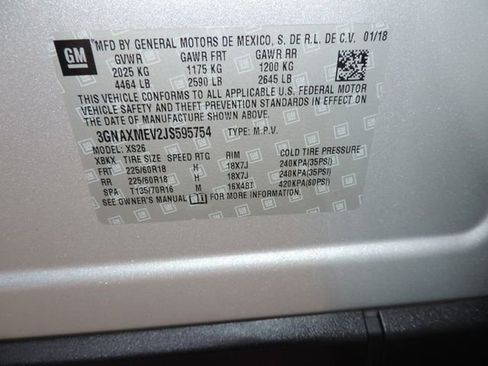 GM
MFD BY GENERAL MOTORS DE MEXICO, S. DE R.L. DE C.V. 01/18
GVWR GAWR FRT GAWR RR
2025 KG 1175 KG 1200 KG
4464 LB 2590 LB 2645 LB
THIS VEHICLE CONFORMS TO ALL APPLICABLE U.S. FEDERAL MOTOR
VEHICLE SAFETY, BUMPER, AND THEFT PREVENTION STANDARDS IN EFFECT ON
THE DATE OF MANUFACTURE SHOWN ABOVE.
3GNAXMEV2JS595754 TYPE: M.P.V.
MODEL: XS26
XBKX TIRE SIZE SPEED RTG RIM COLD TIRE PRESSURE
FRT 225/60R18 H 18X7J 240KPA(35PSI)
RR 225/60R18 H 18X7J 240KPA(35PSI)
SPA T135/70R16 M 16X4BT 420KPA(60PSI)
SEE OWNER'S MANUAL FOR MORE INFORMATION.